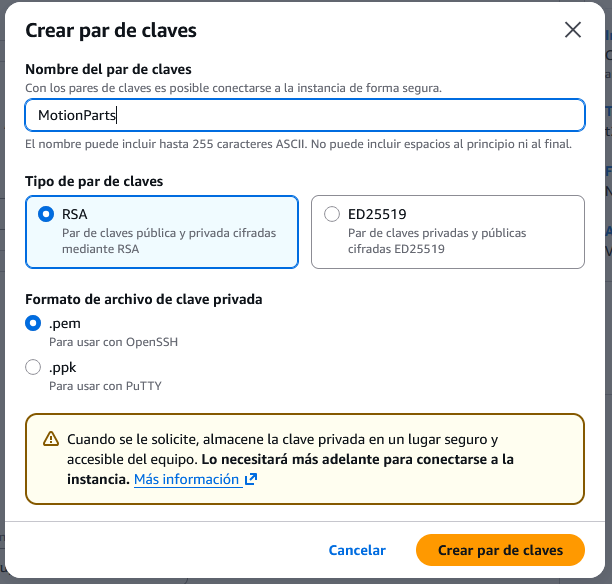 Crear par de claves
Nombre del par de claves
Con los pares de claves es posible conectarse a la instancia de forma segura.
MotionParts
El nombre puede incluir hasta 255 caracteres ASCII. No puede incluir espacios al principio ni al final.
Tipo de par de claves
RSA
Par de claves pública y privada cifradas
mediante RSA
ED25519
Par de claves privadas y públicas
cifradas ED25519
Formato de archivo de clave privada
.pem
Para usar con OpenSSH
.ppk
Para usar con PuTTY
Cuando se le solicite, almacene la clave privada en un lugar seguro y
accesible del equipo. Lo necesitará más adelante para conectarse a la
instancia. Más información
Cancelar
Crear par de claves